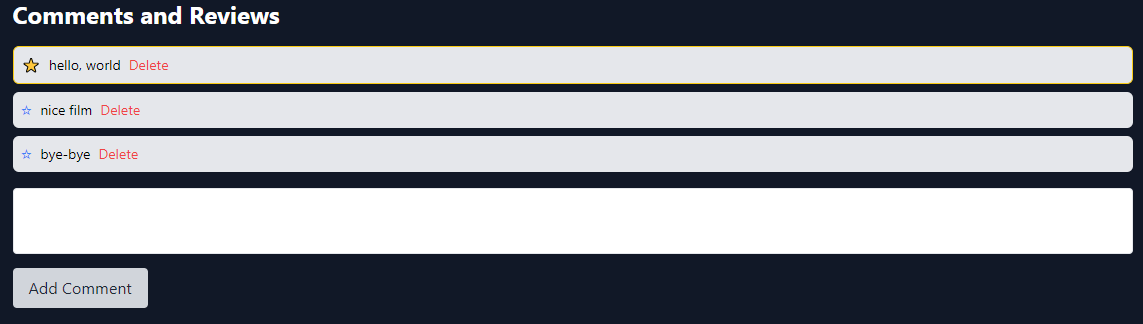 Comments and Reviews
hello, world Delete
nice film Delete
bye-bye Delete
Add Comment